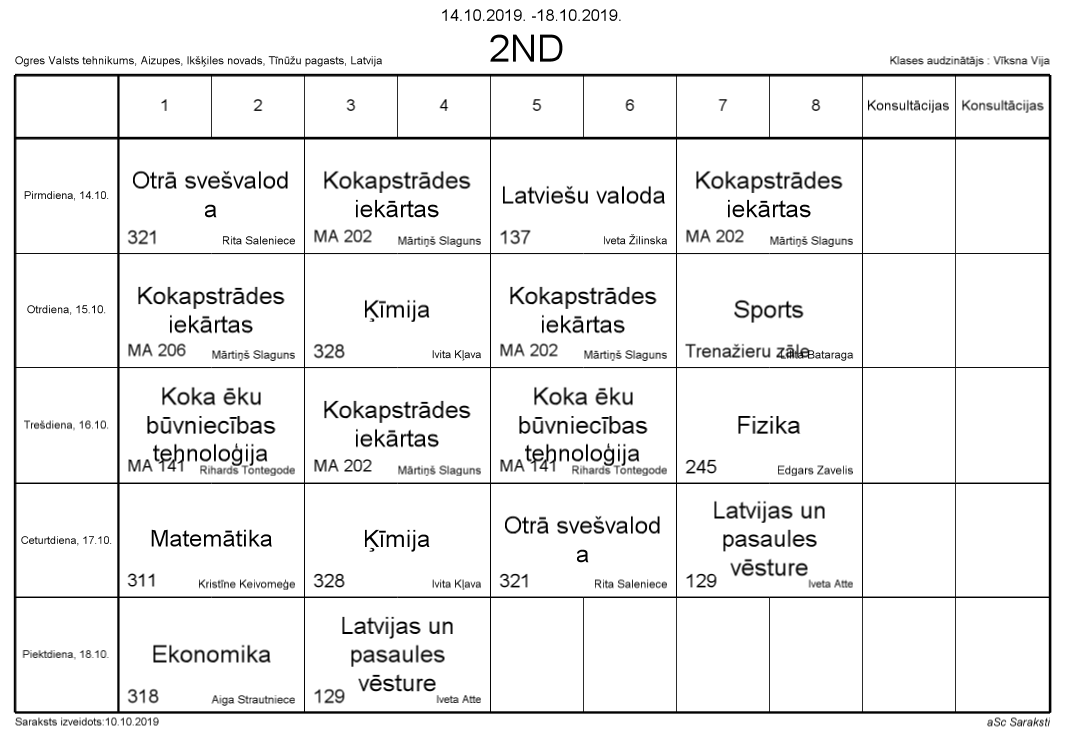 14.10.2019. -18.10.2019.
2ND
Ogres Valsts tehnikums, Aizupes, Ikšķiles novads, Tīnūžu pagasts, Latvija
Klases audzinātājs : Vīksna Vija
1 2 3 4 5 6 7 8 Konsultācijas Konsultācijas
Pirmdiena, 14.10.
Otrā svešvalod
a
321 Rita Saleniece
Kokapstrādes
iekārtas
MA 202 Mārtiņš Slaguns
Latviešu valoda
137 Iveta Žilinska
Kokapstrādes
iekārtas
MA 202 Mārtiņš Slaguns
Otrdiena, 15.10.
Kokapstrādes
iekārtas
MA 206 Mārtiņš Slaguns
Ķīmija
328 Ivita Kļava
Kokapstrādes
iekārtas
MA 202 Mārtiņš Slaguns
Sports
Trenažieru zāle Lilita Bataraga
Trešdiena, 16.10.
Koka ēku
būvniecības
tehnoloģija
MA 141 Rihards Tontegode
Kokapstrādes
iekārtas
MA 202 Mārtiņš Slaguns
Koka ēku
būvniecības
tehnoloģija
MA 141 Rihards Tontegode
Fizika
245 Edgars Zavelis
Ceturtdiena, 17.10.
Matemātika
311 Kristīne Keivomeģe
Ķīmija
328 Ivita Kļava
Otrā svešvalod
a
321 Rita Saleniece
Latvijas un
pasaules
vēsture
129 Iveta Atte
Piektdiena, 18.10.
Ekonomika
318 Aiga Strautniece
Latvijas un
pasaules
vēsture
129 Iveta Atte
Saraksts izveidots:10.10.2019
aSc Saraksti